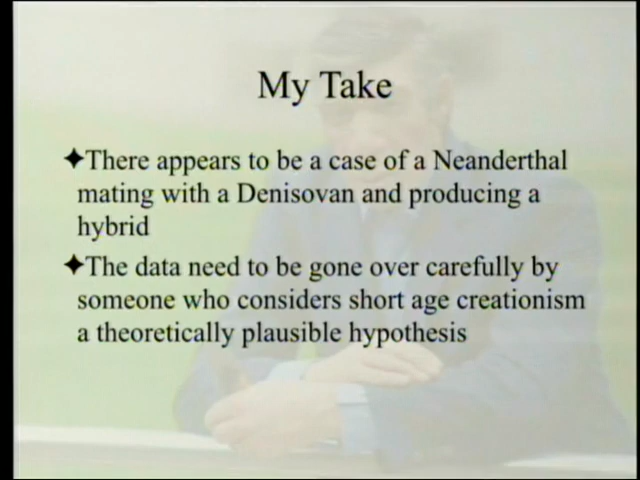 My Take
✦There appears to be a case of a Neanderthal
mating with a Denisovan and producing a
hybrid
✦The data need to be gone over carefully by
someone who considers short age creationism
a theoretically plausible hypothesis